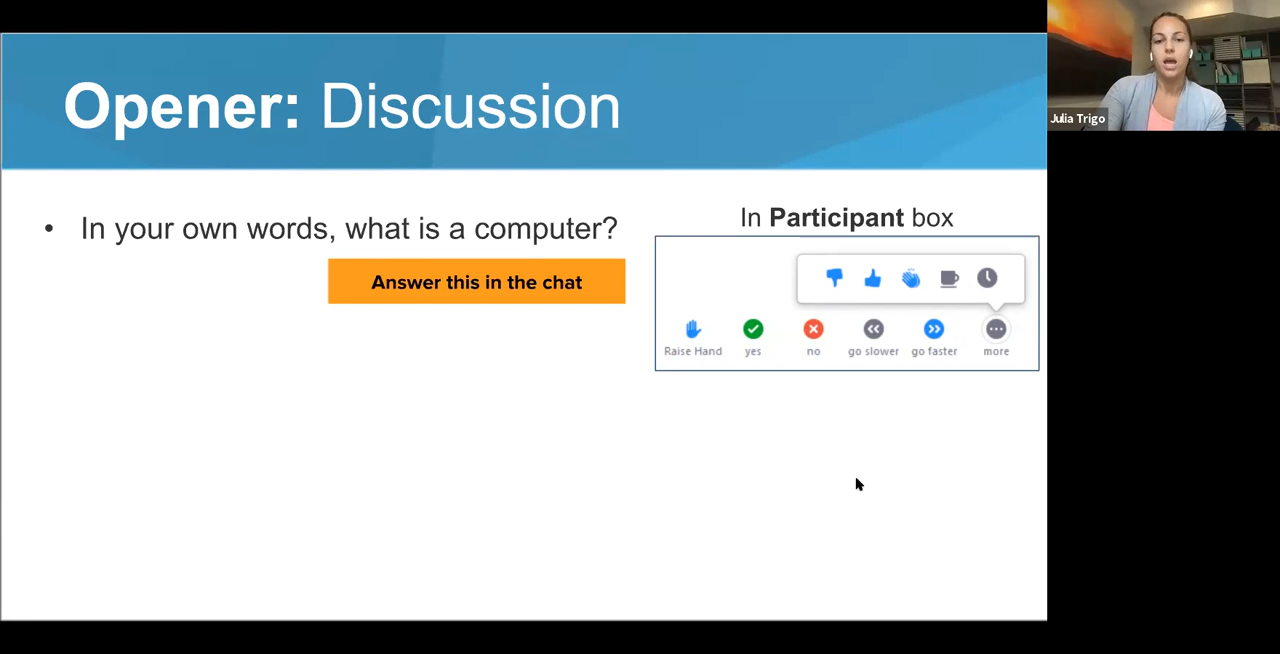 Opener: Discussion
Julia Trigo
• In your own words, what is a computer?
Answer this in the chat
In Participant box
Raise Hand yes no go slower go faster more